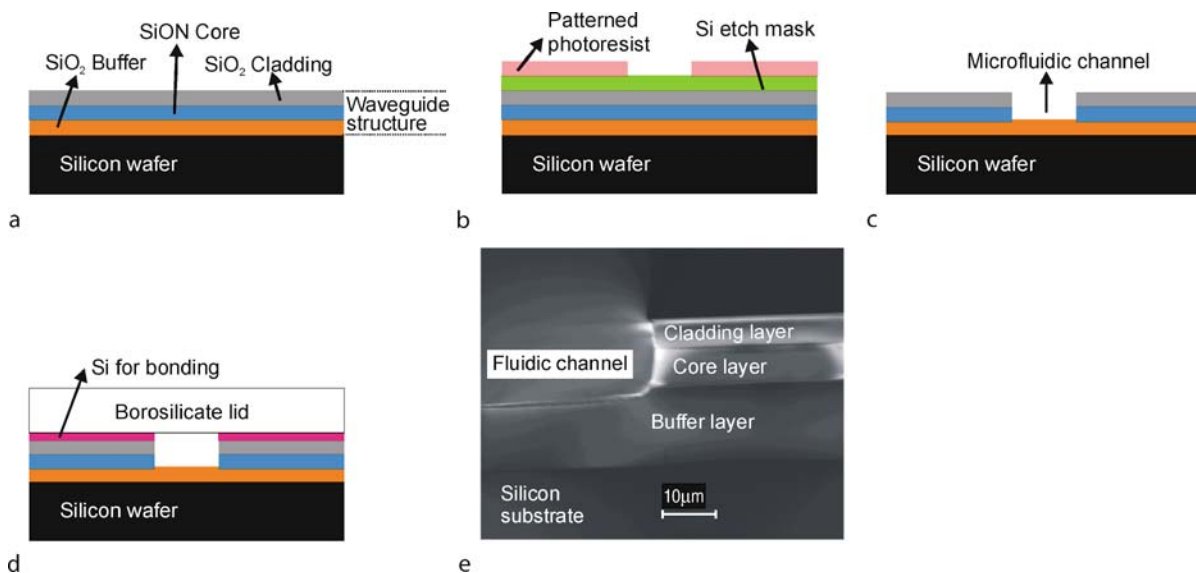 SiON Core
SiO₂ Buffer
SiO₂ Cladding
Waveguide
structure
Silicon wafer
a
Patterned
photoresist
Si etch mask
Silicon wafer
b
Microfluidic channel
Silicon wafer
c
Si for bonding
Borosilicate lid
Silicon wafer
d
Cladding layer
Fluidic channel
Core layer
Buffer layer
Silicon
substrate
10µm
e